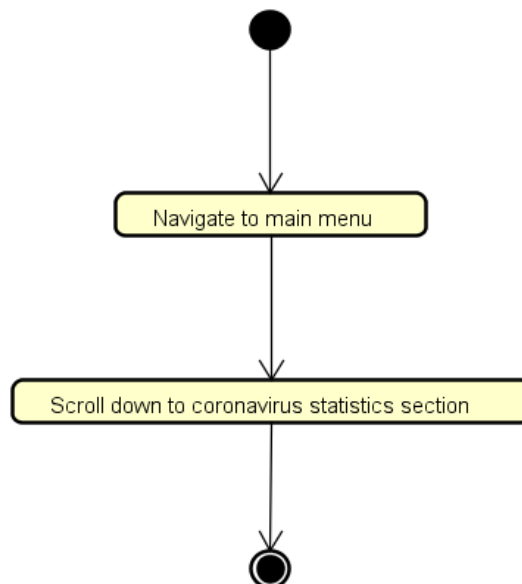 Navigate to main menu
Scroll down to coronavirus statistics section